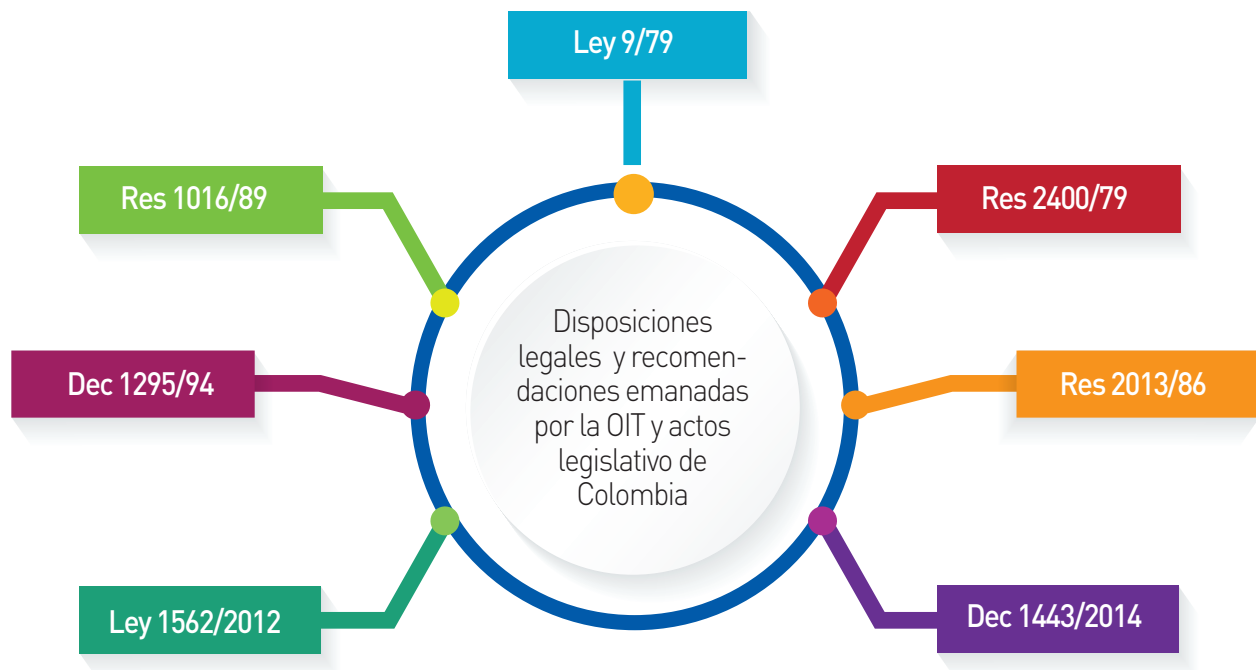 Ley 9/79
Res 1016/89
Res 2400/79
Disposiciones
legales y recomen-
daciones emanadas
por la OIT y actos
legislativo de
Colombia
Dec 1295/94
Res 2013/86
Ley 1562/2012
Dec 1443/2014